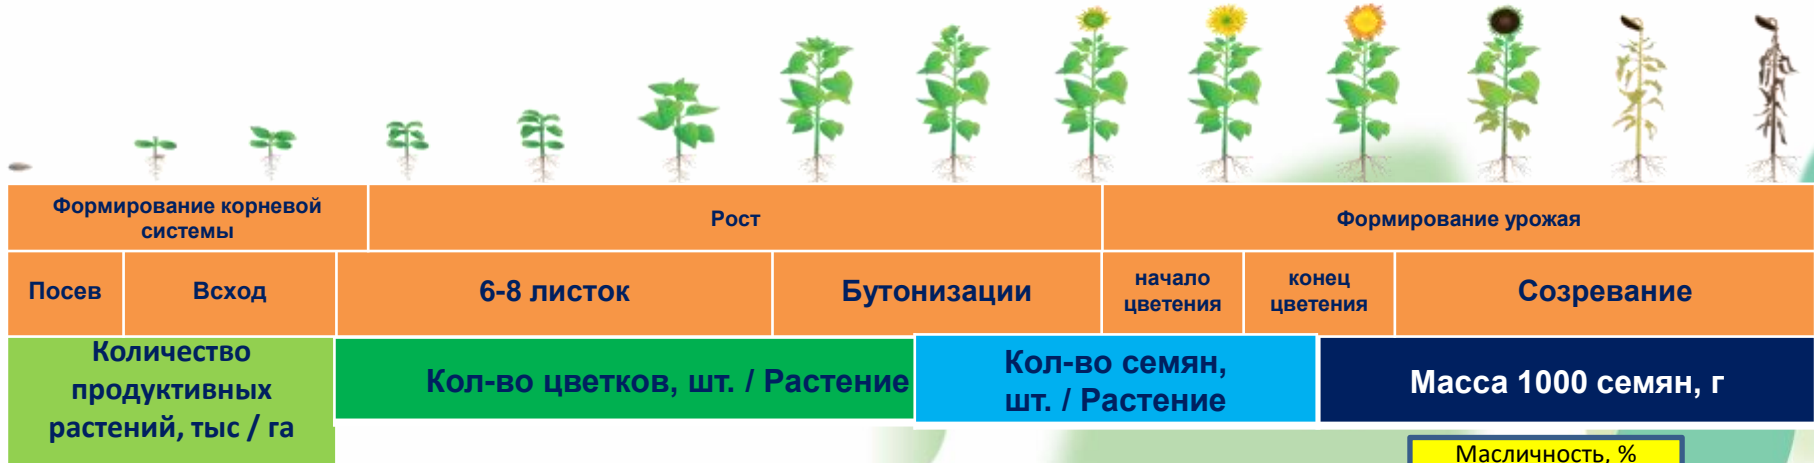 Формирование корневой
системы
Рост
Формирование урожая
Посев
Всход
6-8 листок
Бутонизации
начало
цветения
конец
цветения
Созревание
Количество
продуктивных
растений, тыс / га
Кол-во цветков, шт. / Растение
Кол-во семян,
шт. / Растение
Масса 1000 семян, г
Масличность, %